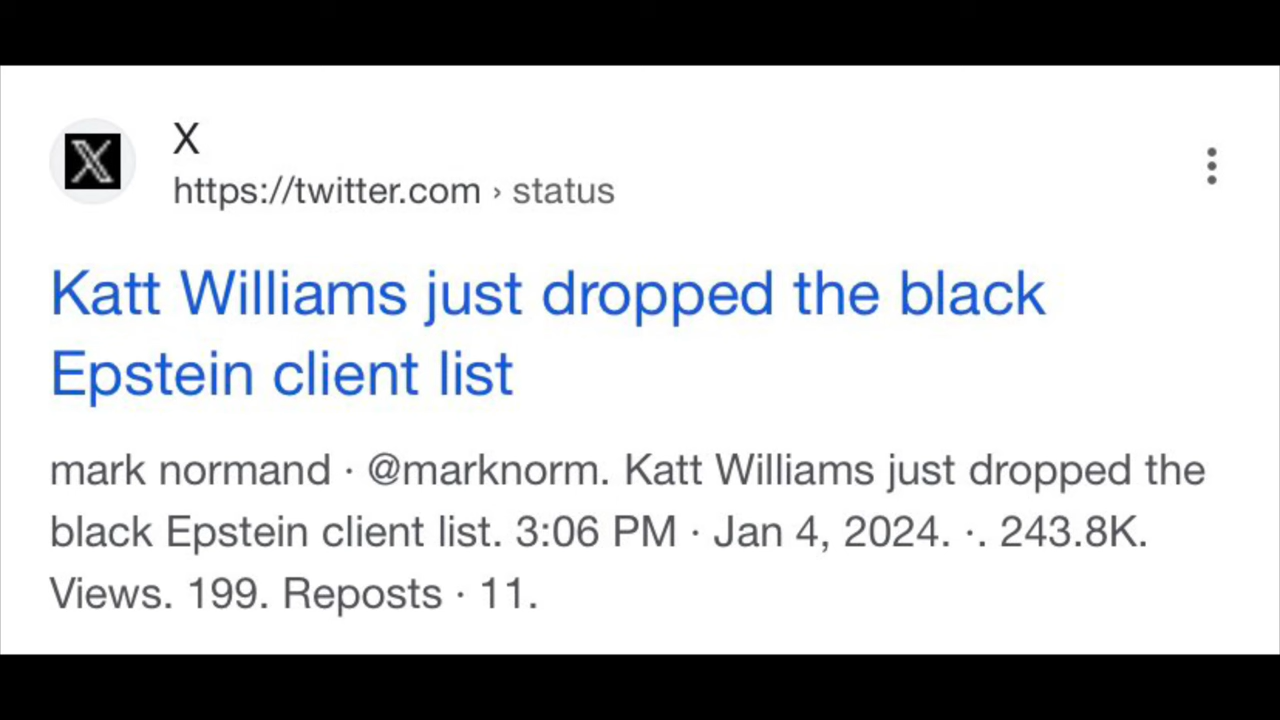 X
https://twitter.com › status
Katt Williams just dropped the black
Epstein client list
mark normand · @marknorm. Katt Williams just dropped the
black Epstein client list. 3:06 PM · Jan 4, 2024. ·. 243.8K.
Views. 199. Reposts · 11.